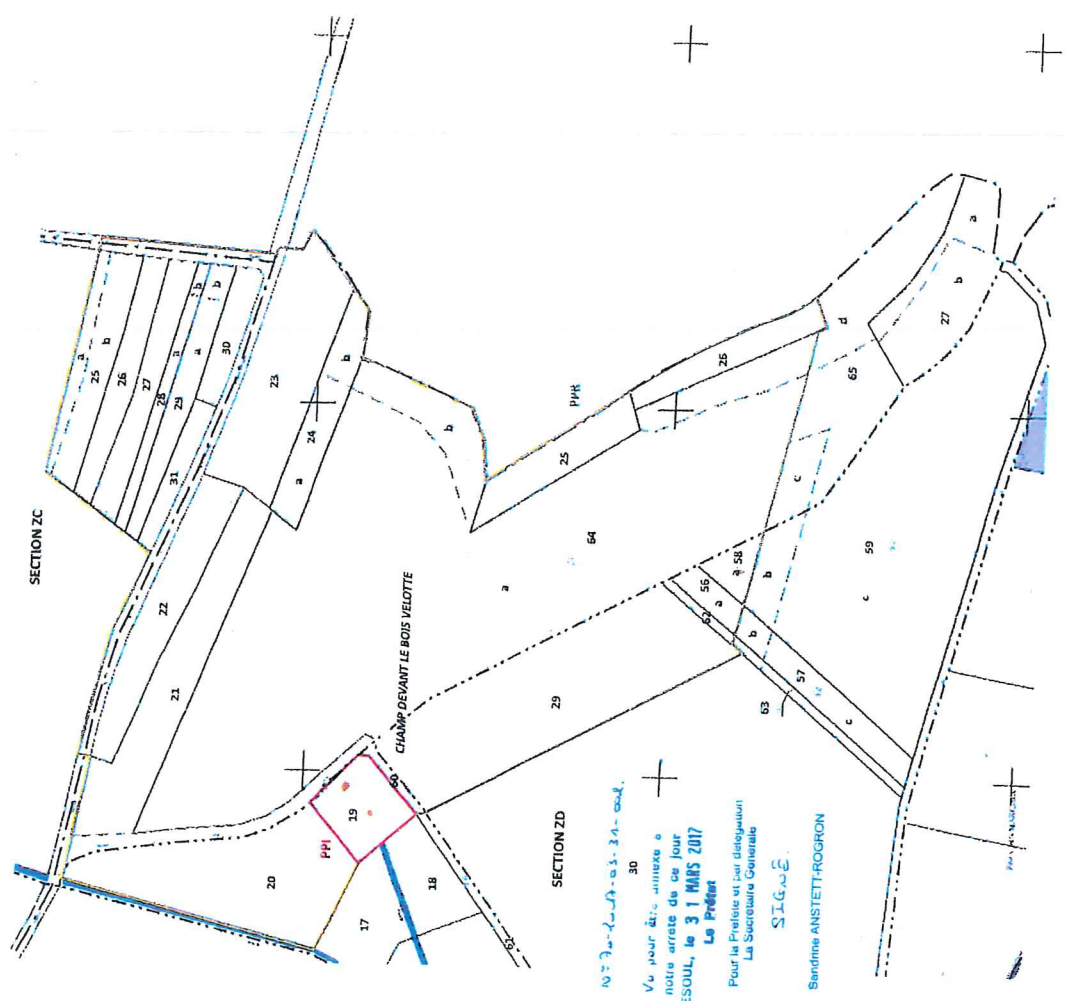 SECTION ZC
a
25
b
26
27
28
a
29
a
b
b
30
31
23
22
21
24
a
b
b
PPR
25
26
64
a
CHAMP DEVANT LE BOIS VELOTTE
d
65
a
b
27
c
58
a
b
56
a
b
62
57
c
63
59
c
29
60
19
PPI
20
17
18
62
SECTION ZD
30
Vu pour être annexé à
notre arrêté de ce jour
ESOUL, le 3 1 MARS 2017
Le Préfet
Pour la Préfète et par délégation
La Secrétaire Générale
SIGNÉ.
Sandrine ANSTETT-ROGRON